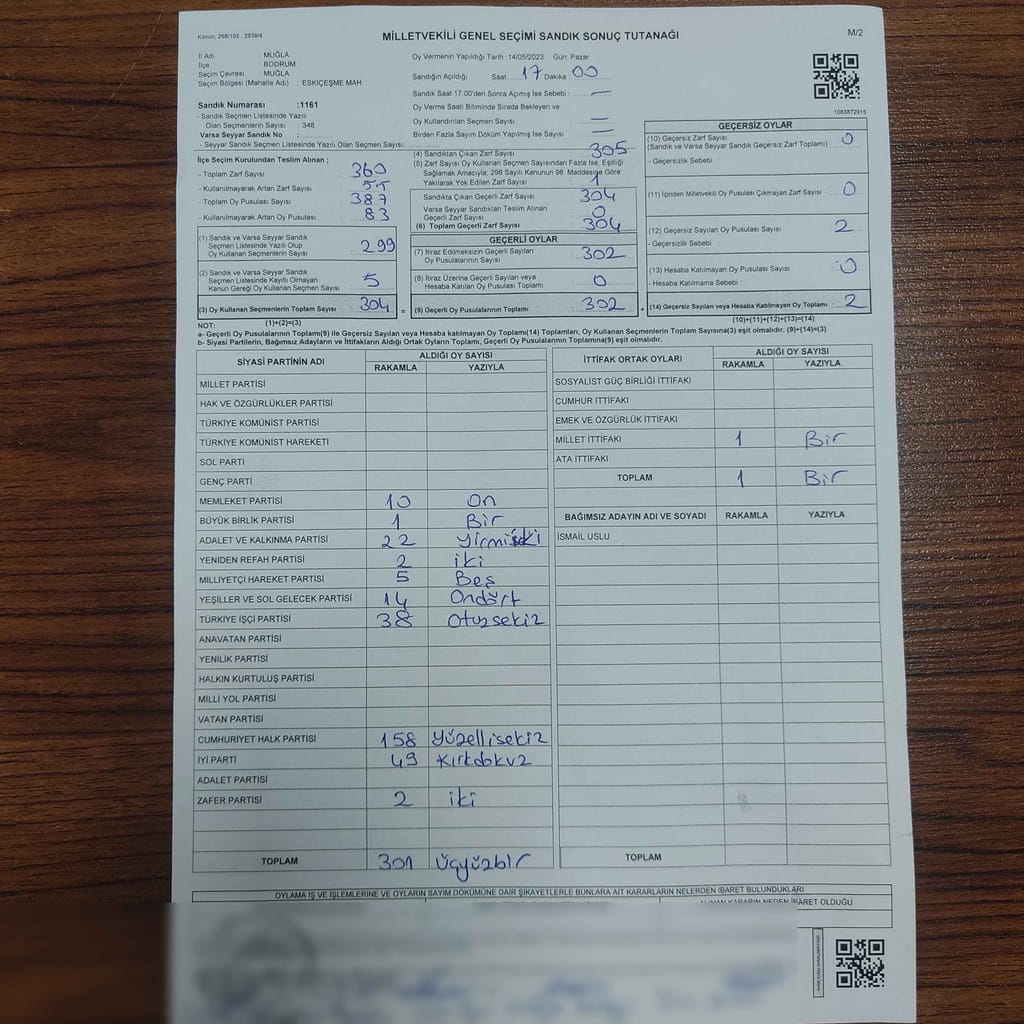 Kanun, 298/105 , 2839/4
MİLLETVEKİLİ GENEL SEÇİMİ SANDIK SONUÇ TUTANAĞI
M/2
İl Adı : MUĞLA
İlçe : BODRUM
Seçim Çevresi : MUĞLA
Seçim Bölgesi (Mahalle Adı) : ESKİÇEŞME MAH
Oy Vermenin Yapıldığı Tarih :14/05/2023 Gün: Pazar
Sandığın Açıldığı Saat: 17 Dakika 00
Sandık Saat 17.00'den Sonra Açımış İse Sebebi : —
Oy Verme Saati Bitiminde Sırada Bekleyen ve
Oy Kullandırılan Seçmen Sayısı : —
Birden Fazla Sayım Döküm Yapılmış İse Sayısı : —
1083872915
Sandık Numarası :1161
- Sandık Seçmen Listesinde Yazılı
Olan Seçmenlerin Sayısı : 348
Varsa Seyyar Sandık No :
- Seyyar Sandık Seçmen Listesinde Yazılı Olan Seçmen Sayısı:
İlçe Seçim Kurulundan Teslim Alınan ;
- Toplam Zarf Sayısı : 360
- Kullanılmayarak Artan Zarf Sayısı : 55
- Toplam Oy Pusulası Sayısı : 387
- Kullanılmayarak Artan Oy Pusulası : 83
(1) Sandık ve Varsa Seyyar Sandık
Seçmen Listesinde Yazılı Olup
Oy Kullanan Seçmenlerin Sayısı : 299
(2) Sandık ve Varsa Seyyar Sandık
Seçmen Listesinde Kayıtlı Olmayan
Kanun Gereği Oy Kullanan Seçmen Sayısı : 5
(3) Oy Kullanan Seçmenlerin Toplam Sayısı : 304
(1)+(2)=(3)
(4) Sandıktan Çıkan Zarf Sayısı : 305
(5) Zarf Sayısı Oy Kullanan Seçmen Sayısından Fazla İse, Eşitliği
Sağlamak Amacıyla, 298 Sayılı Kanunun 98. Maddesine Göre
Yakılarak Yok Edilen Zarf Sayısı : 1
Sandıkta Çıkan Geçerli Zarf Sayısı : 304
Varsa Seyyar Sandıktan Teslim Alınan
Geçerli Zarf Sayısı : 0
(6) Toplam Geçerli Zarf Sayısı : 304
GEÇERLİ OYLAR
(7) İtiraz Edilmeksizin Geçerli Sayılan
Oy Pusulalarının Sayısı : 302
(8) İtiraz Üzerine Geçerli Sayılan veya
Hesaba Katılan Oy Pusulası Toplamı : 0
= (9) Geçerli Oy Pusulalarının Toplamı : 302
GEÇERSİZ OYLAR
(10) Geçersiz Zarf Sayısı
(Sandık ve Varsa Seyyar Sandık Geçersiz Zarf Toplamı) : 0
- Geçersizlik Sebebi :
(11) İçinden Milletvekili Oy Pusulası Çıkmayan Zarf Sayısı : 0
(12) Geçersiz Sayılan Oy Pusulası Sayısı : 2
- Geçersizlik Sebebi :
(13) Hesaba Katılmayan Oy Pusulası Sayısı : 0
- Hesaba Katılmama Sebebi :
+ (14) Geçersiz Sayılan veya Hesaba Katılmayan Oy Toplamı : 2
(10)+(11)+(12)+(13)=(14)
NOT:
a- Geçerli Oy Pusulalarının Toplamı(9) ile Geçersiz Sayılan veya Hesaba katılmayan Oy Toplamı(14) Toplamları, Oy Kullanan Seçmenlerin Toplam Sayısına(3) eşit olmalıdır. (9)+(14)=(3)
b- Siyasi Partilerin, Bağımsız Adayların ve İttifakların Aldığı Ortak Oyların Toplamı, Geçerli Oy Pusulalarının Toplamına(9) eşit olmalıdır.
SİYASİ PARTİNİN ADI
ALDIĞI OY SAYISI
RAKAMLA YAZIYLA
MİLLET PARTİSİ
HAK VE ÖZGÜRLÜKLER PARTİSİ
TÜRKİYE KOMÜNİST PARTİSİ
TÜRKİYE KOMÜNİST HAREKETİ
SOL PARTİ
GENÇ PARTİ
MEMLEKET PARTİSİ 10 On
BÜYÜK BİRLİK PARTİSİ 1 Bir
ADALET VE KALKINMA PARTİSİ 22 Yirmiiki
YENİDEN REFAH PARTİSİ 2 iki
MİLLİYETÇİ HAREKET PARTİSİ 5 Beş
YEŞİLLER VE SOL GELECEK PARTİSİ 14 Ondört
TÜRKİYE İŞÇİ PARTİSİ 38 Otuzsekiz
ANAVATAN PARTİSİ
YENİLİK PARTİSİ
HALKIN KURTULUŞ PARTİSİ
MİLLİ YOL PARTİSİ
VATAN PARTİSİ
CUMHURİYET HALK PARTİSİ 158 Yüzellisekiz
İYİ PARTİ 49 Kırkdokuz
ADALET PARTİSİ
ZAFER PARTİSİ 2 iki
TOPLAM 301 Üçyüzbir
İTTİFAK ORTAK OYLARI
ALDIĞI OY SAYISI
RAKAMLA YAZIYLA
SOSYALİST GÜÇ BİRLİĞİ İTTİFAKI
CUMHUR İTTİFAKI
EMEK VE ÖZGÜRLÜK İTTİFAKI
MİLLET İTTİFAKI 1 Bir
ATA İTTİFAKI
TOPLAM 1 Bir
BAĞIMSIZ ADAYIN ADI VE SOYADI RAKAMLA YAZIYLA
İSMAİL USLU
TOPLAM
OYLAMA İŞ VE İŞLEMLERİNE VE OYLARIN SAYIM DÖKÜMÜNE DAİR ŞİKAYETLERLE BUNLARA AİT KARARLARIN NELERDEN İBARET BULUNDUKLARI
ALINAN KARARIN NEDEN İBARET OLDUĞU